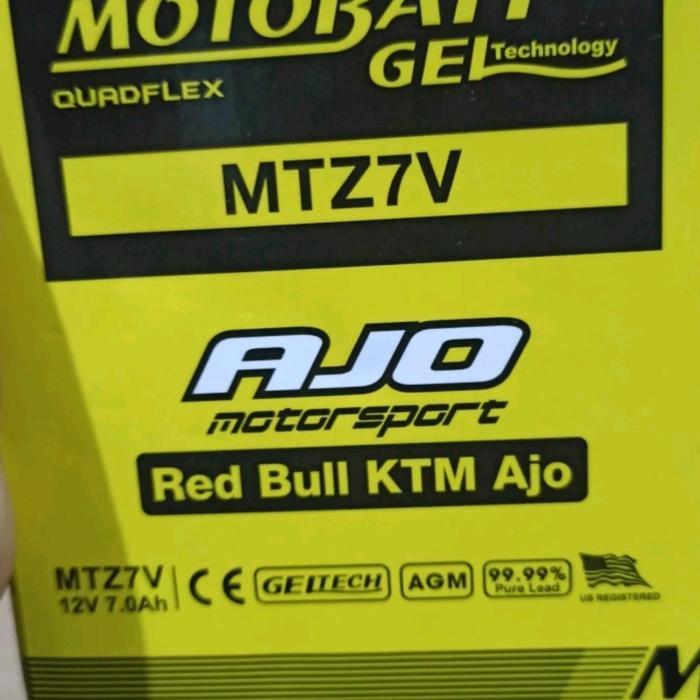 MOTOBATT
GEL Technology
QUADFLEX
MTZ7V
AJO
motorsport
Red Bull KTM Ajo
MTZ7V
12V 7.0Ah
CE
GELTECH
AGM
99.99%
Pure Lead
US REGISTERED
M